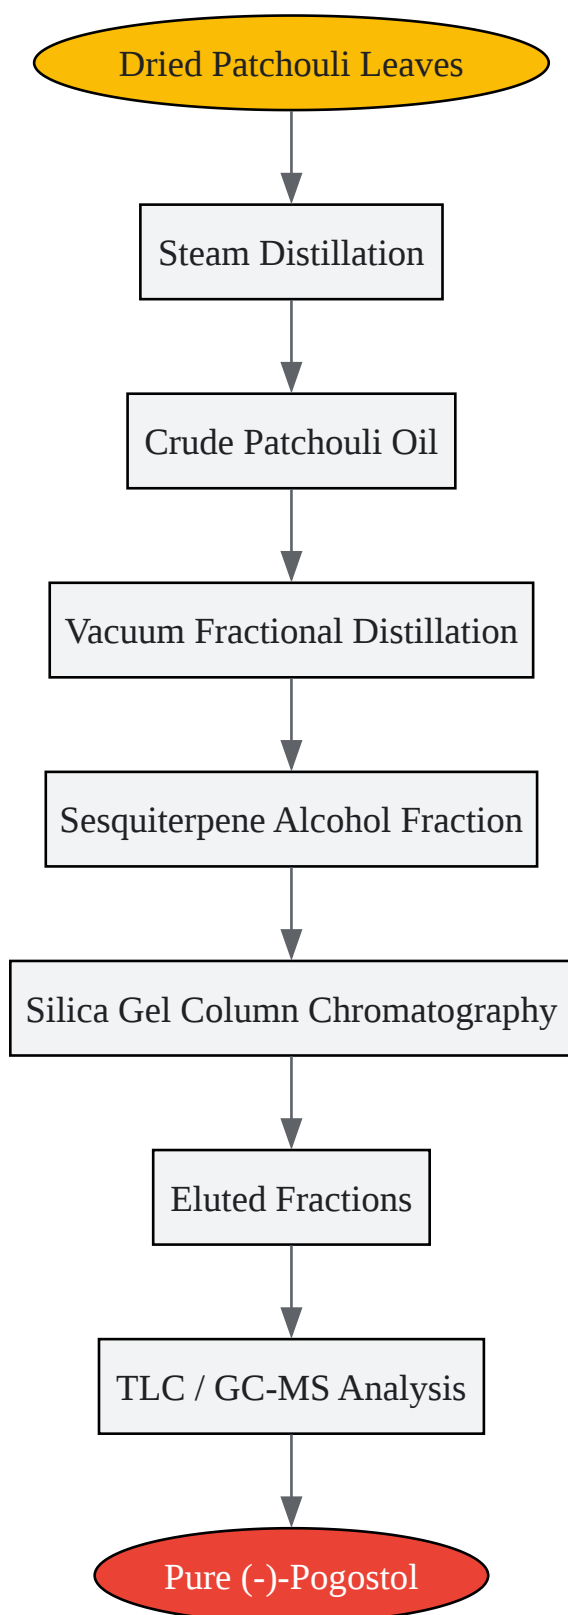 Dried Patchouli Leaves
Steam Distillation
Crude Patchouli Oil
Vacuum Fractional Distillation
Sesquiterpene Alcohol Fraction
Silica Gel Column Chromatography
Eluted Fractions
TLC / GC-MS Analysis
Pure (-)-Pogostol